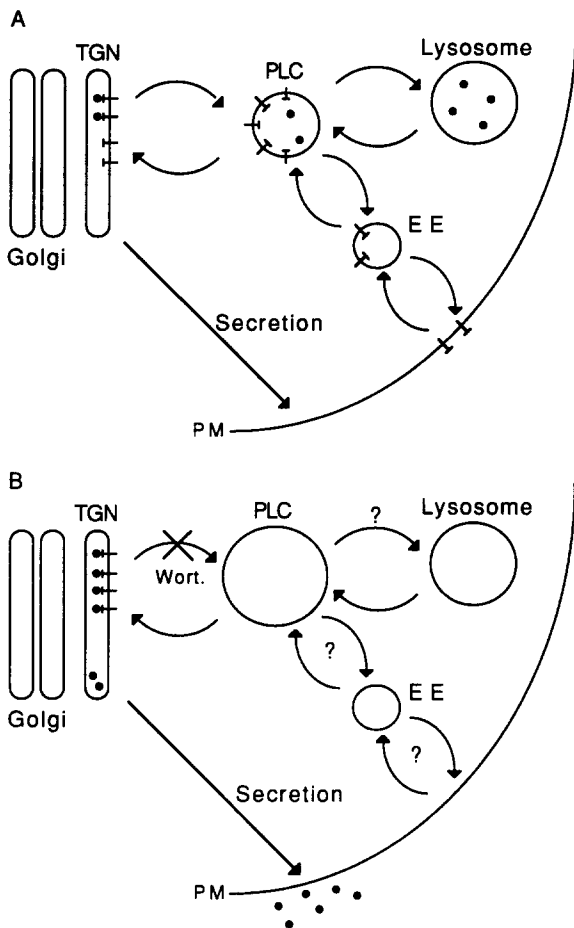 A
TGN
PLC
Lysosome
E E
Golgi
Secretion
PM
B
TGN
PLC
?
Lysosome
Wort.
?
E E
Golgi
?
Secretion
PM